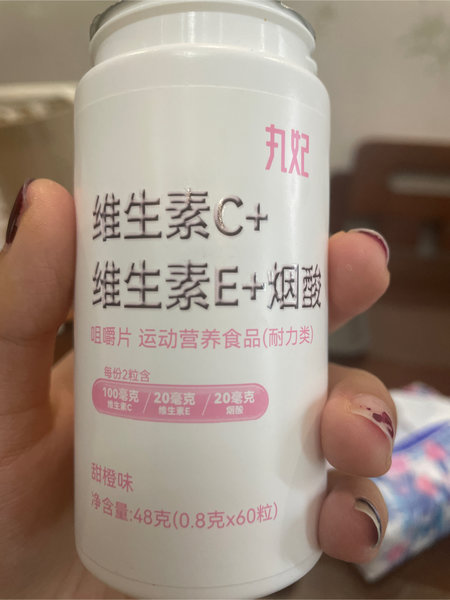 丸妃
维生素C+
维生素E+烟酸
咀嚼片 运动营养食品(耐力类)
每份2粒含
100毫克 / 20毫克 / 20毫克
维生素C 维生素E 烟酸
甜橙味
净含量:48克(0.8克x60粒)